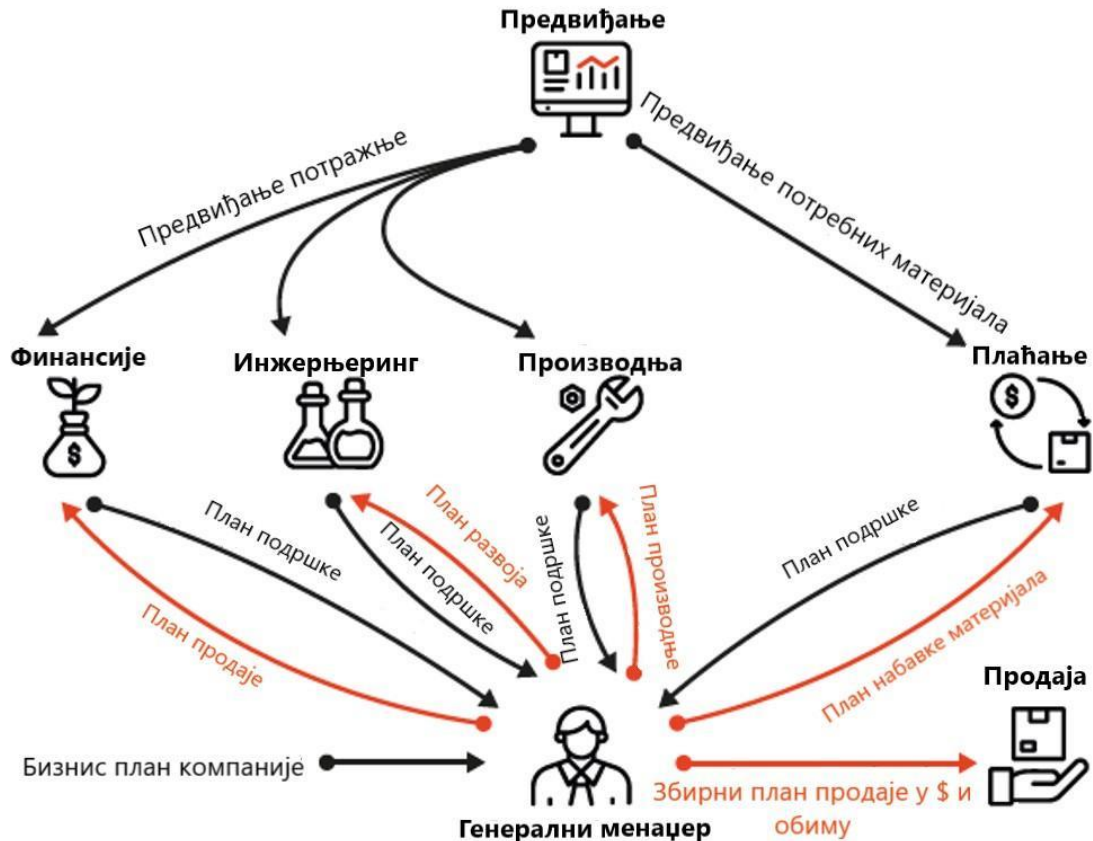 Предвиђање
Предвиђање потражње
Предвиђање потребних материјала
Финансије
Инжерњеринг
Производња
Плаћање
$
$
План подршке
План продаје
План развоја
План подршке
План подршке
План производње
План подршке
План набавке материјала
Продаја
Бизнис план компаније
Збирни план продаје у $ и
обиму
Генерални менаџер